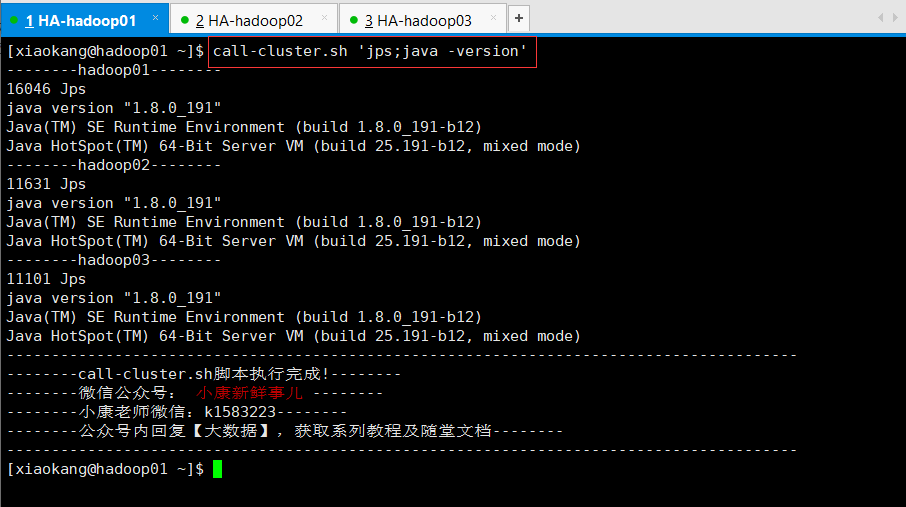 1 HA-hadoop01 × 2 HA-hadoop02 × 3 HA-hadoop03 × +
[xiaokang@hadoop01 ~]$ call-cluster.sh 'jps;java -version'
--------hadoop01--------
16046 Jps
java version "1.8.0_191"
Java(TM) SE Runtime Environment (build 1.8.0_191-b12)
Java HotSpot(TM) 64-Bit Server VM (build 25.191-b12, mixed mode)
--------hadoop02--------
11631 Jps
java version "1.8.0_191"
Java(TM) SE Runtime Environment (build 1.8.0_191-b12)
Java HotSpot(TM) 64-Bit Server VM (build 25.191-b12, mixed mode)
--------hadoop03--------
11101 Jps
java version "1.8.0_191"
Java(TM) SE Runtime Environment (build 1.8.0_191-b12)
Java HotSpot(TM) 64-Bit Server VM (build 25.191-b12, mixed mode)
-----------------------------------------------------------------------------------------
--------call-cluster.sh脚本执行完成!--------
--------微信公众号： 小康新鲜事儿 --------
--------小康老师微信：k1583223--------
--------公众号内回复【大数据】，获取系列教程及随堂文档--------
-----------------------------------------------------------------------------------------
[xiaokang@hadoop01 ~]$